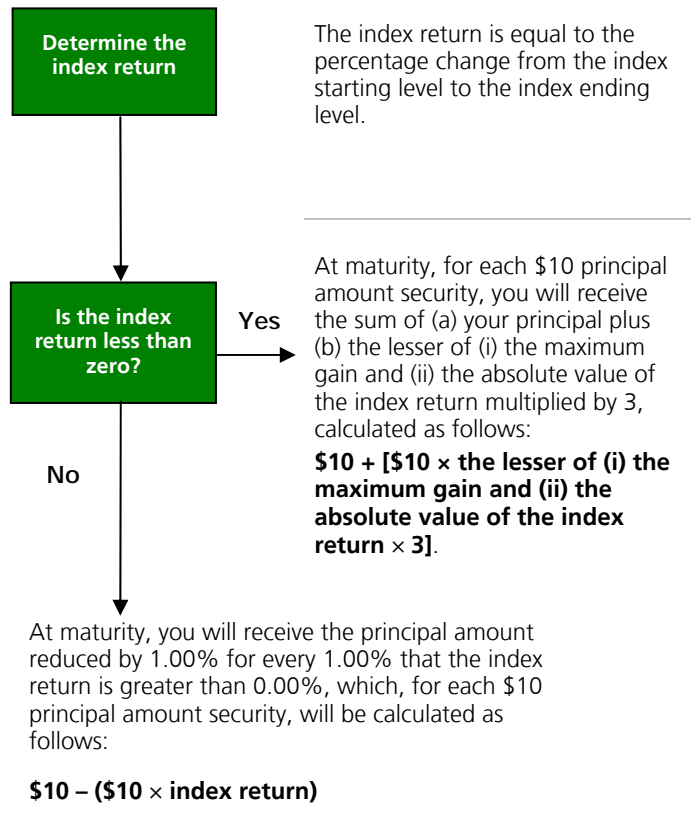 Determine the
index return
The index return is equal to the
percentage change from the index
starting level to the index ending
level.
Is the index
return less than
zero?
Yes
At maturity, for each $10 principal
amount security, you will receive
the sum of (a) your principal plus
(b) the lesser of (i) the maximum
gain and (ii) the absolute value of
the index return multiplied by 3,
calculated as follows:
$10 + [$10 × the lesser of (i) the
maximum gain and (ii) the
absolute value of the index
return × 3].
No
At maturity, you will receive the principal amount
reduced by 1.00% for every 1.00% that the index
return is greater than 0.00%, which, for each $10
principal amount security, will be calculated as
follows:
$10 – ($10 × index return)